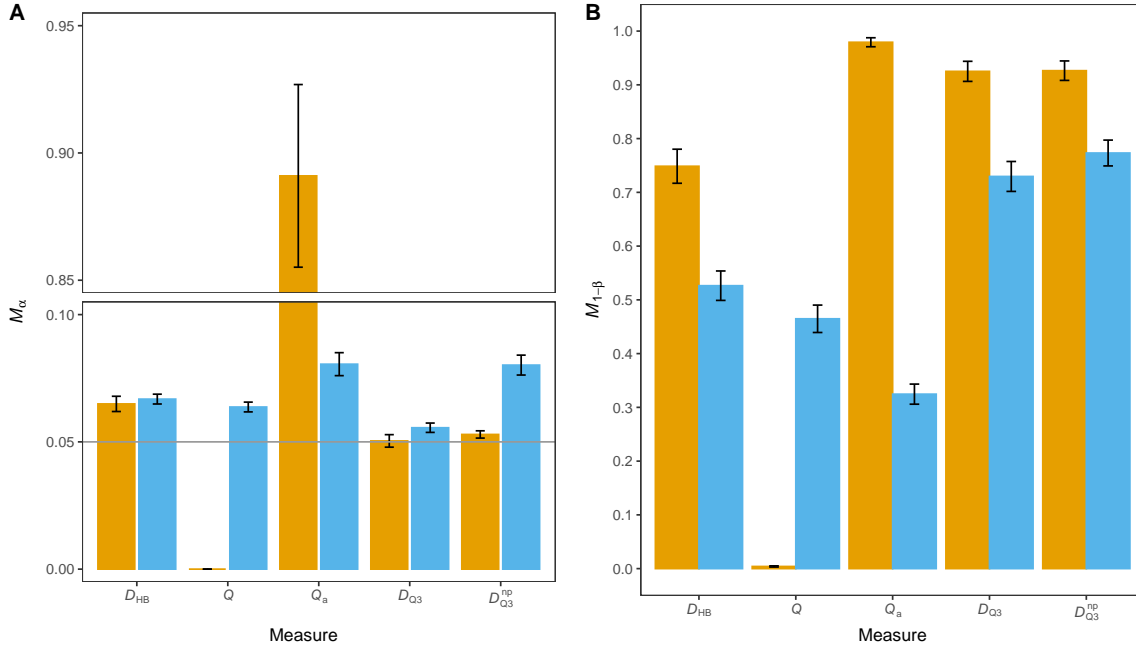 A
0.95
0.90
0.85
0.10
0.05
0.00
Mα
DHB
Q
Qa
DQ3
DQ3np
Measure
B
1.0
0.9
0.8
0.7
0.6
0.5
0.4
0.3
0.2
0.1
0.0
M1−β
DHB
Q
Qa
DQ3
DQ3np
Measure